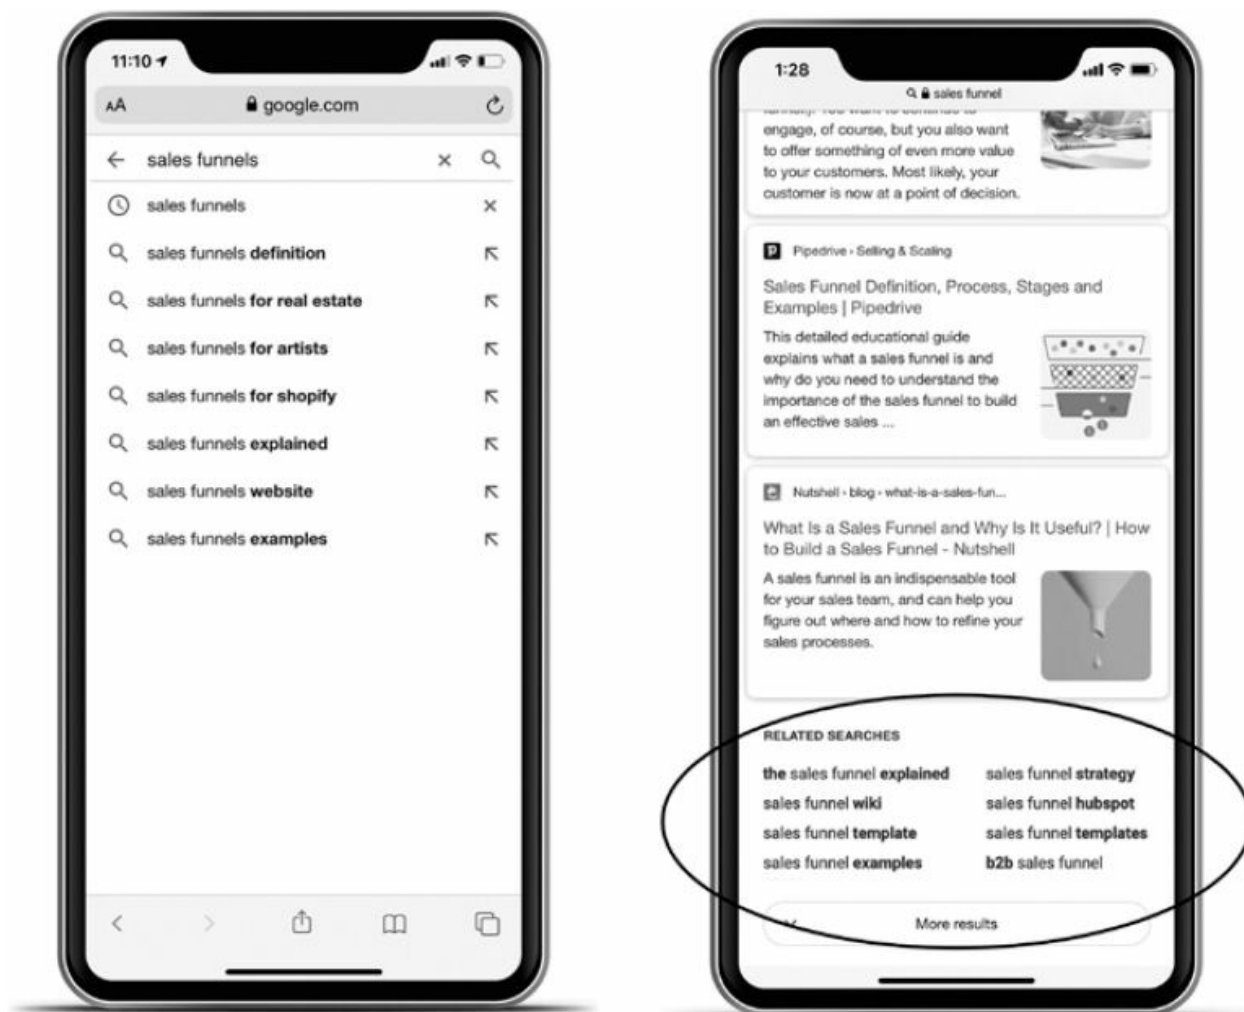 11:10
AA google.com
sales funnels
sales funnels
sales funnels definition
sales funnels for real estate
sales funnels for artists
sales funnels for shopify
sales funnels explained
sales funnels website
sales funnels examples
1:28
sales funnel
engage, of course, but you also want
to offer something of even more value
to your customers. Most likely, your
customer is now at a point of decision.
Pipedrive › Selling & Scaling
Sales Funnel Definition, Process, Stages and
Examples | Pipedrive
This detailed educational guide
explains what a sales funnel is and
why do you need to understand the
importance of the sales funnel to build
an effective sales ...
Nutshell › blog › what-is-a-sales-fun...
What Is a Sales Funnel and Why Is It Useful? | How
to Build a Sales Funnel - Nutshell
A sales funnel is an indispensable tool
for your sales team, and can help you
figure out where and how to refine your
sales processes.
RELATED SEARCHES
the sales funnel explained
sales funnel wiki
sales funnel template
sales funnel examples
sales funnel strategy
sales funnel hubspot
sales funnel templates
b2b sales funnel
More results